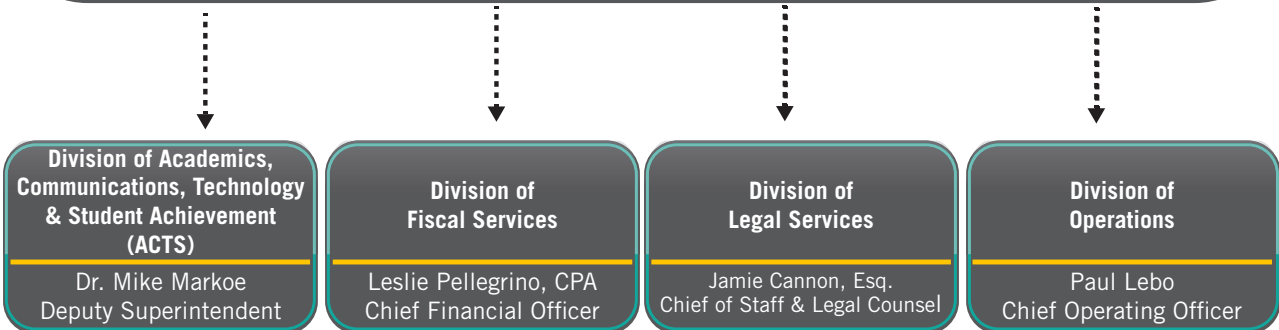 Division of Academics,
Communications, Technology
& Student Achievement
(ACTS)
Dr. Mike Markoe
Deputy Superintendent
Division of
Fiscal Services
Leslie Pellegrino, CPA
Chief Financial Officer
Division of
Legal Services
Jamie Cannon, Esq.
Chief of Staff & Legal Counsel
Division of
Operations
Paul Lebo
Chief Operating Officer